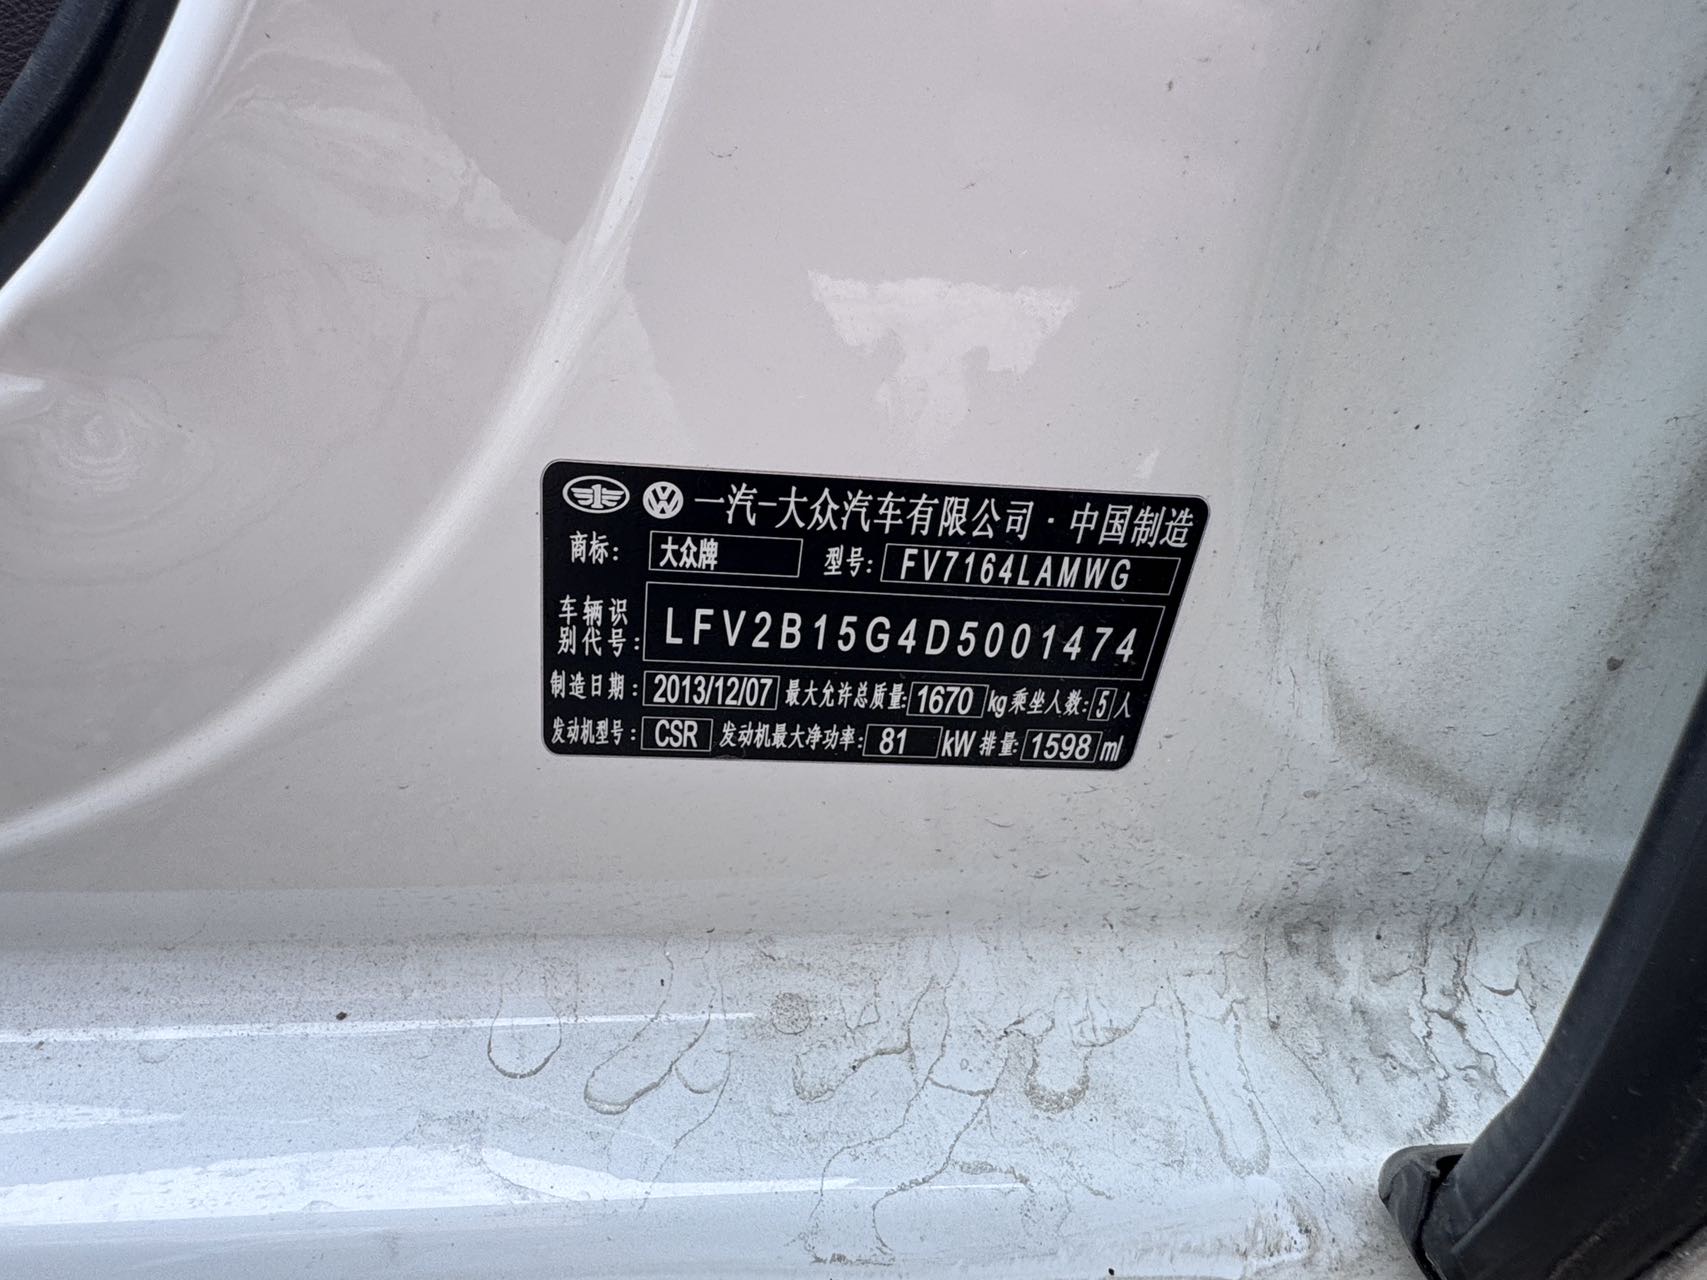 一汽-大众汽车有限公司·中国制造
商标: 大众牌 型号: FV7164LAMWG
车辆识别代号: LFV2B15G4D5001474
制造日期: 2013/12/07 最大允许总质量: 1670 kg 乘坐人数: 5 人
发动机型号: CSR 发动机最大净功率: 81 kW 排量: 1598 ml